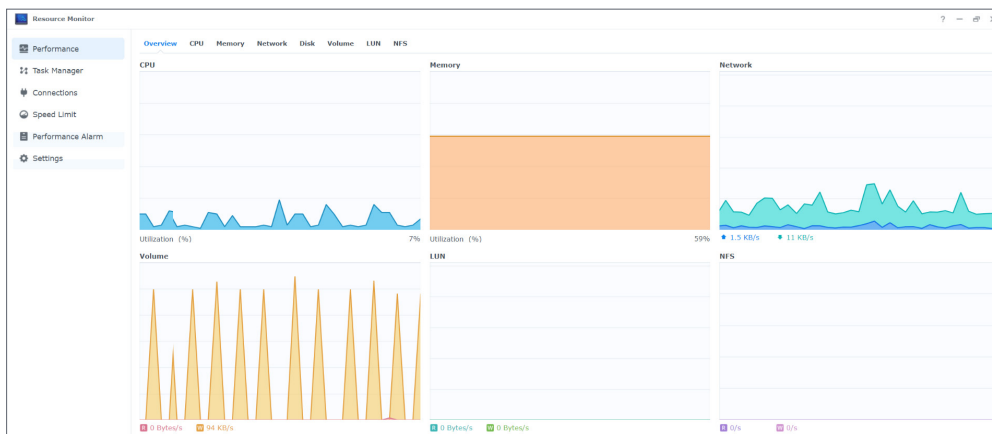 Resource Monitor
?
Performance
Task Manager
Connections
Speed Limit
Performance Alarm
Settings
Overview CPU Memory Network Disk Volume LUN NFS
CPU
Utilization (%) 7%
Memory
Utilization (%) 59%
Network
1.5 KB/s 11 KB/s
Volume
R 0 Bytes/s W 94 KB/s
LUN
R 0 Bytes/s W 0 Bytes/s
NFS
R 0/s W 0/s